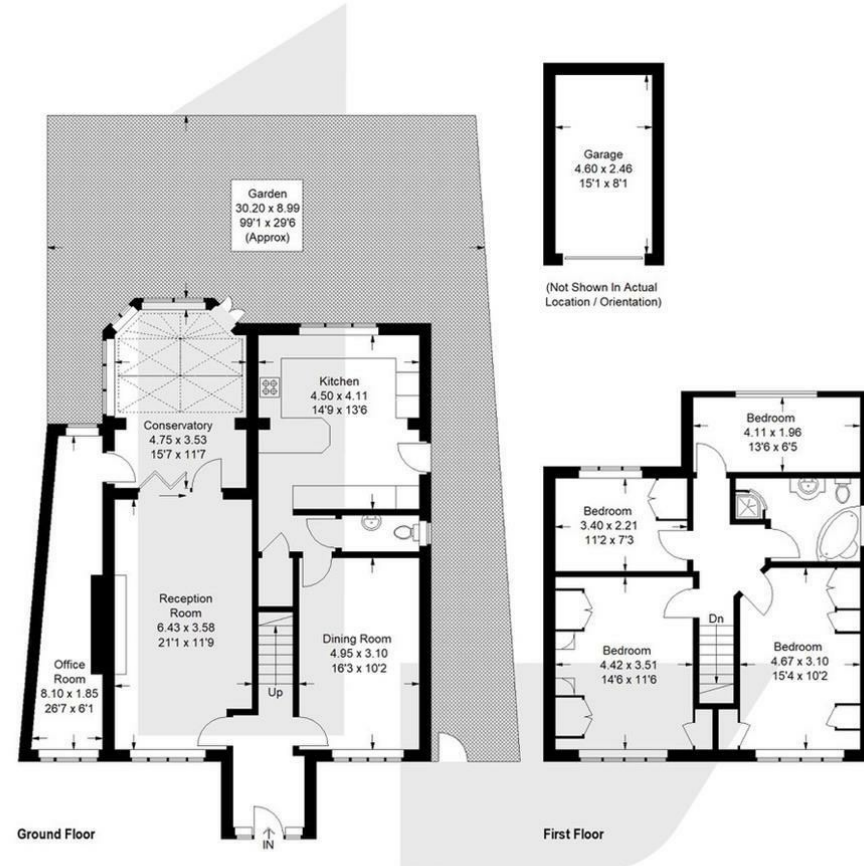 Garden
30.20 x 8.99
99'1 x 29'6
(Approx)
Garage
4.60 x 2.46
15'1 x 8'1
(Not Shown In Actual
Location / Orientation)
Kitchen
4.50 x 4.11
14'9 x 13'6
Conservatory
4.75 x 3.53
15'7 x 11'7
Reception
Room
6.43 x 3.58
21'1 x 11'9
Dining Room
4.95 x 3.10
16'3 x 10'2
Office
Room
8.10 x 1.85
26'7 x 6'1
Up
IN
Ground Floor
Bedroom
4.11 x 1.96
13'6 x 6'5
Bedroom
3.40 x 2.21
11'2 x 7'3
Bedroom
4.42 x 3.51
14'6 x 11'6
Dn
Bedroom
4.67 x 3.10
15'4 x 10'2
First Floor